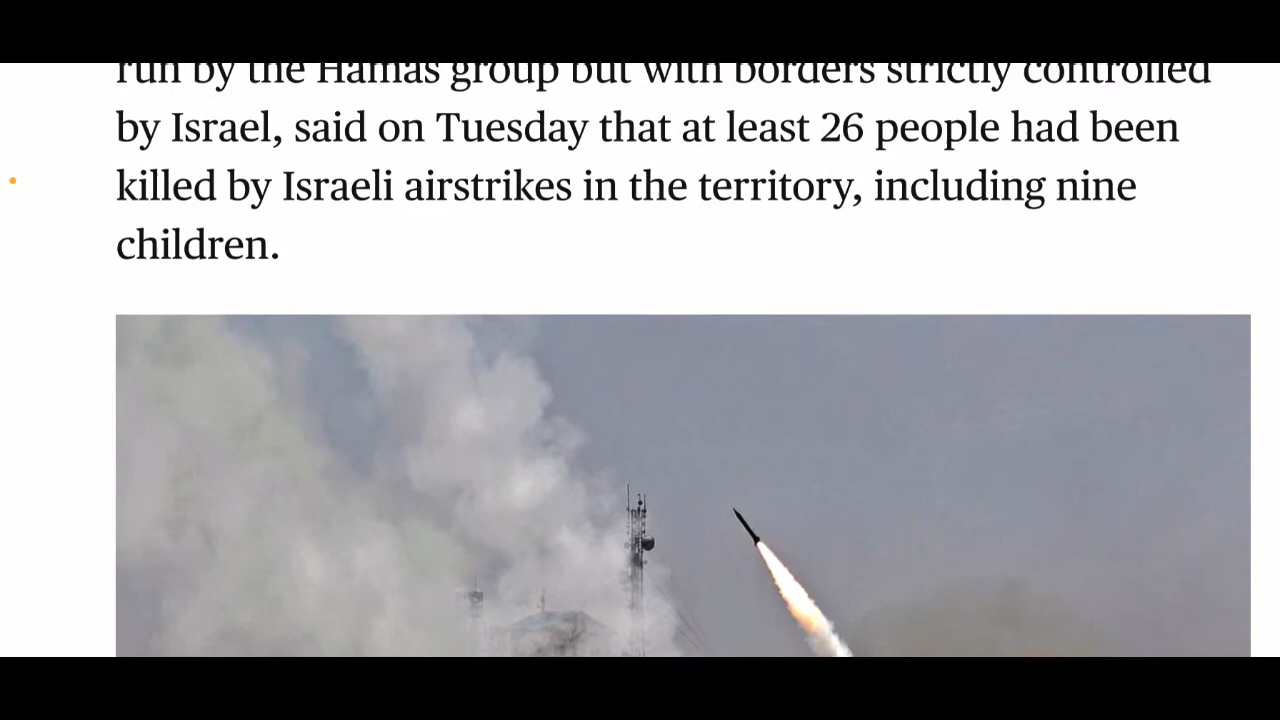 run by the Hamas group but with borders strictly controlled
by Israel, said on Tuesday that at least 26 people had been
killed by Israeli airstrikes in the territory, including nine
children.